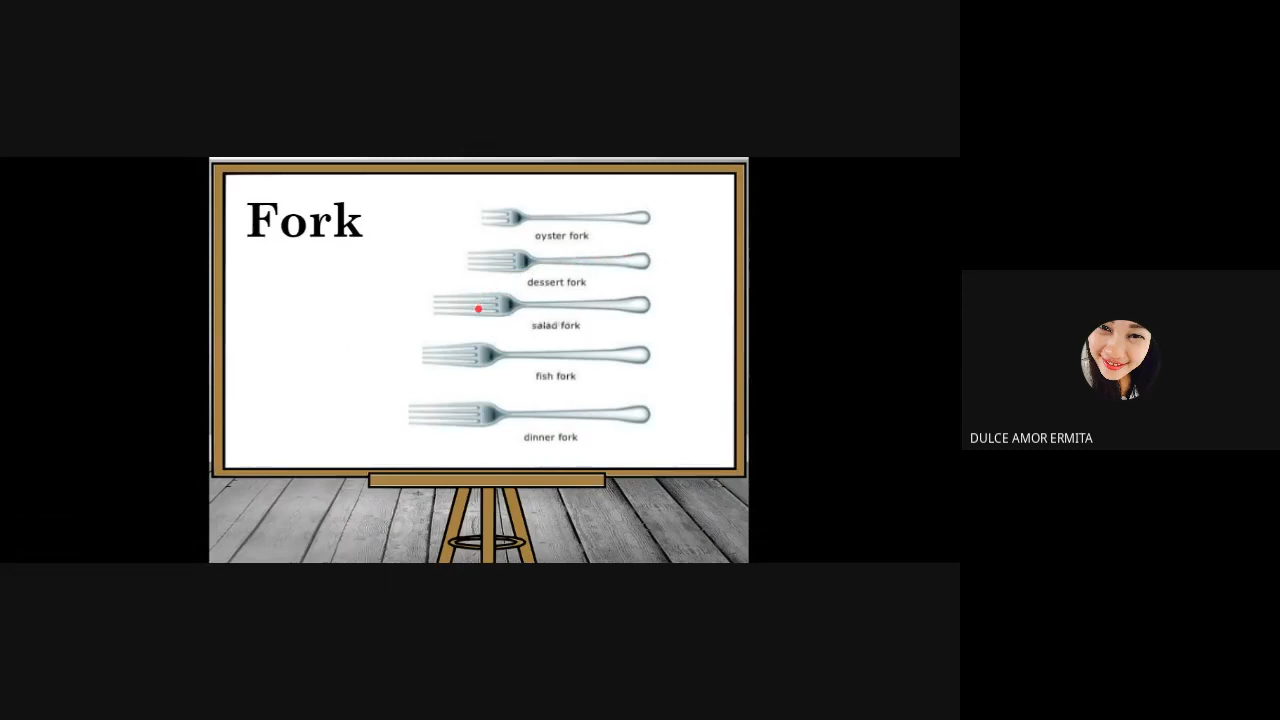 Fork
oyster fork
dessert fork
salad fork
fish fork
dinner fork
DULCE AMOR ERMITA